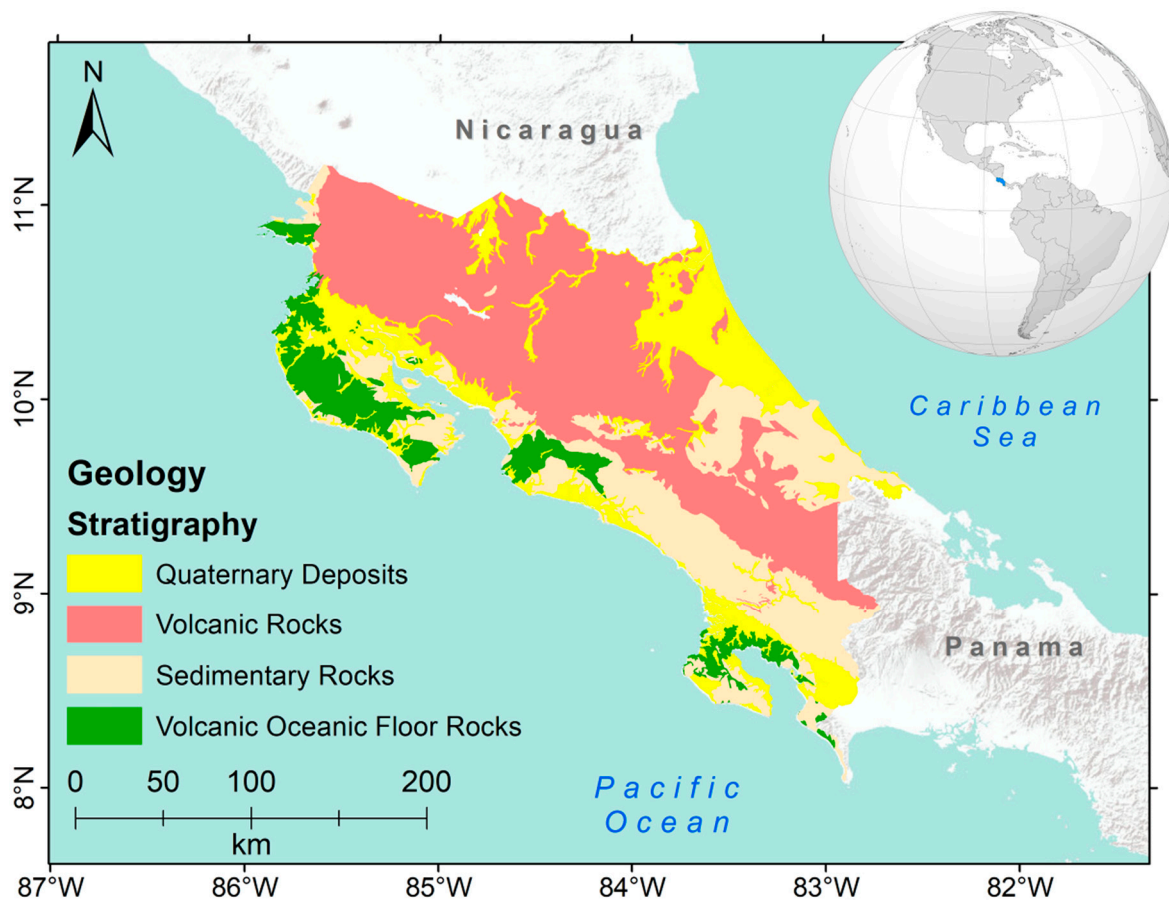 N
Nicaragua
11°N
10°N
Caribbean
Sea
Geology
Stratigraphy
Quaternary Deposits
9°N
Volcanic Rocks
Panama
Sedimentary Rocks
Volcanic Oceanic Floor Rocks
0 50 100 200
8°N
Pacific
Ocean
km
87°W 86°W 85°W 84°W 83°W 82°W